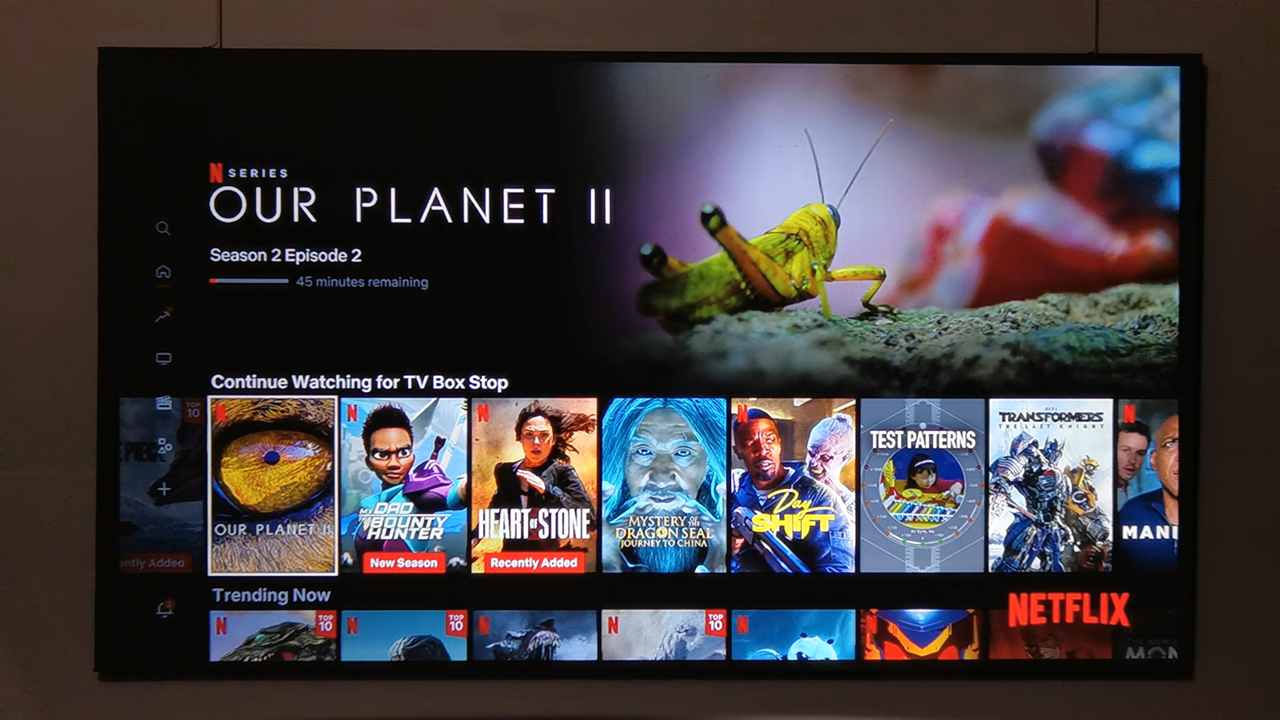 N SERIES
OUR PLANET II
Season 2 Episode 2
45 minutes remaining
Continue Watching for TV Box Stop
TOP
10
N
OUR PLANET II
N
MY DAD
THE BOUNTY
HUNTER
New Season
N
HEART OF STONE
Recently Added
MYSTERY OF THE
DRAGON SEAL
JOURNEY TO CHINA
N
Day
SHIFT
TEST PATTERNS
TRANSFORMERS
THE LAST KNIGHT
N
MANI
ently Added
Trending Now
NETFLIX
N
TOP
10
N
TOP
10
N
N
TOP
10
N
N